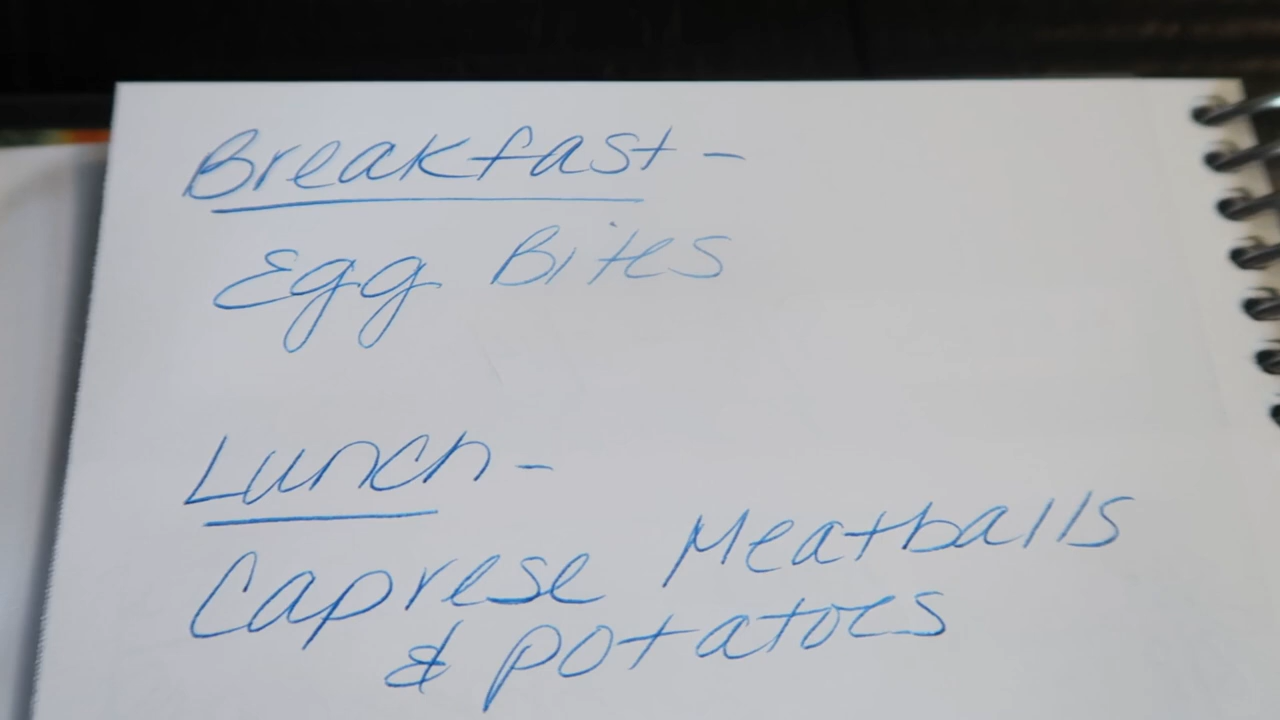 Breakfast -
Egg Bites
Lunch -
Caprese Meatballs
& potatoes